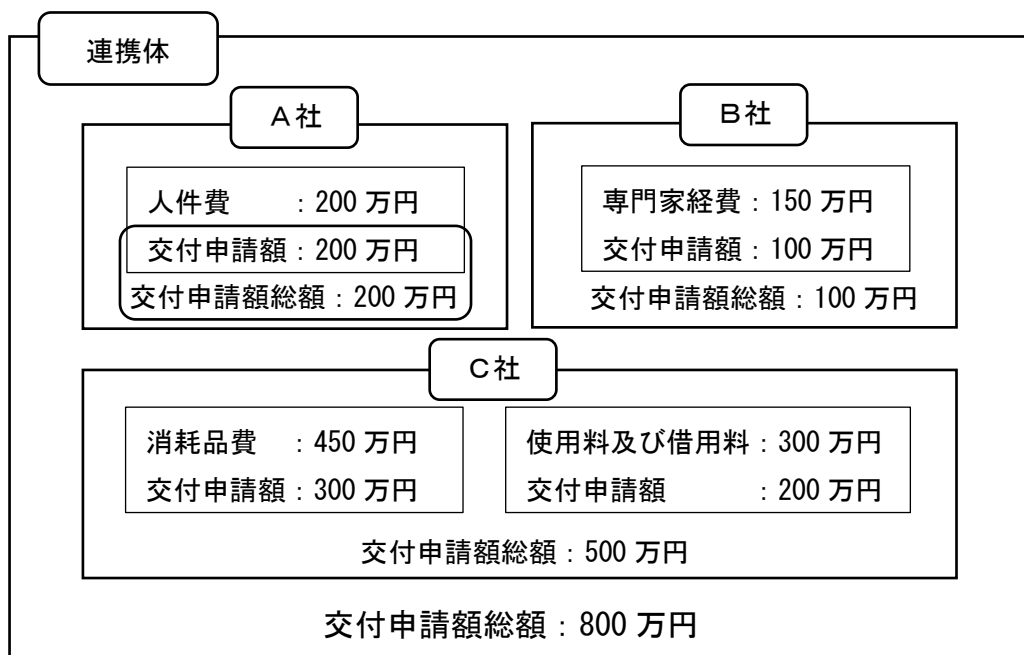 連携体
A社
人件費 : 200 万円
交付申請額 : 200 万円
交付申請額総額 : 200 万円
B社
専門家経費 : 150 万円
交付申請額 : 100 万円
交付申請額総額 : 100 万円
C社
消耗品費 : 450 万円
交付申請額 : 300 万円
使用料及び借用料 : 300 万円
交付申請額 : 200 万円
交付申請額総額 : 500 万円
交付申請額総額 : 800 万円